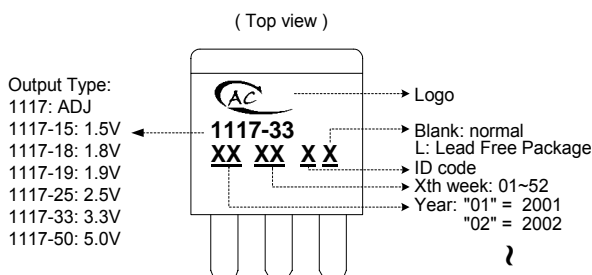 ( Top view )
Output Type:
1117: ADJ
1117-15: 1.5V
1117-18: 1.8V
1117-19: 1.9V
1117-25: 2.5V
1117-33: 3.3V
1117-50: 5.0V
AC
1117-33
XX XX X X
Logo
Blank: normal
L: Lead Free Package
ID code
Xth week: 01~52
Year: "01" = 2001
"02" = 2002
~